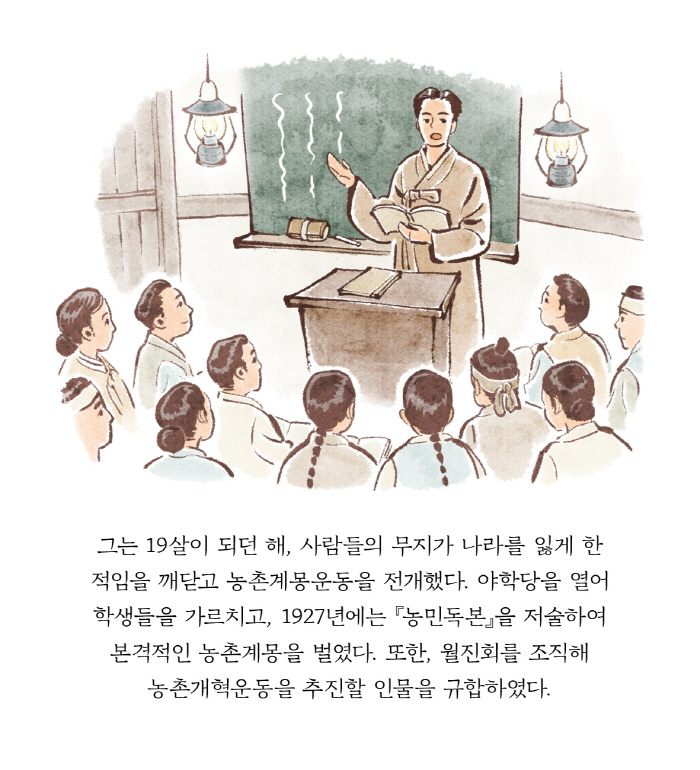 그는 19살이 되던 해, 사람들의 무지가 나라를 잃게 한
적임을 깨닫고 농촌계몽운동을 전개했다. 야학당을 열어
학생들을 가르치고, 1927년에는 『농민독본』을 저술하여
본격적인 농촌계몽을 벌였다. 또한, 월진회를 조직해
농촌개혁운동을 추진할 인물을 규합하였다.